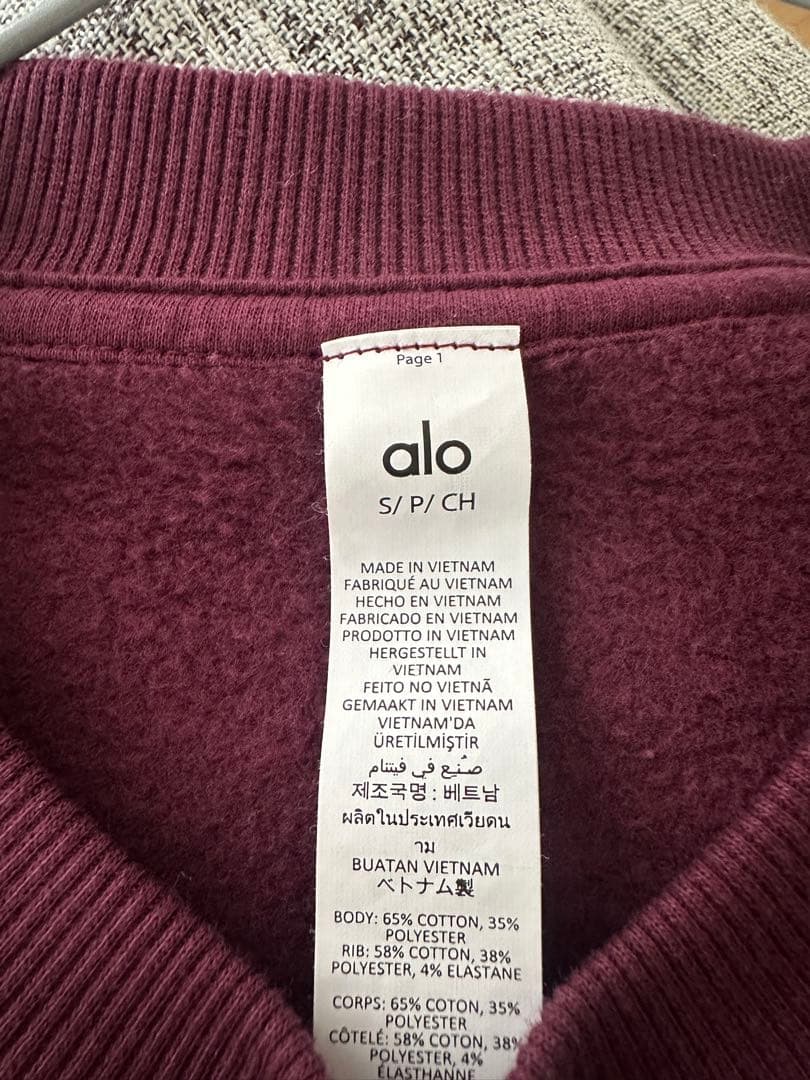 Page 1
alo
S/ P/ CH
MADE IN VIETNAM
FABRIQUÉ AU VIETNAM
HECHO EN VIETNAM
FABRICADO EN VIETNAM
PRODOTTO IN VIETNAM
HERGESTELLT IN
VIETNAM
FEITO NO VIETNÃ
GEMAAKT IN VIETNAM
VIETNAM'DA
ÜRETİLMİŞTİR
صُنِع في فيتنام
제조국명 : 베트남
ผลิตในประเทศเวียดน
าม
BUATAN VIETNAM
ベトナム製
BODY: 65% COTTON, 35%
POLYESTER
RIB: 58% COTTON, 38%
POLYESTER, 4% ELASTANE
CORPS: 65% COTON, 35%
POLYESTER
CÔTELÉ: 58% COTON, 38%
POLYESTER, 4%
ÉLASTHANNE